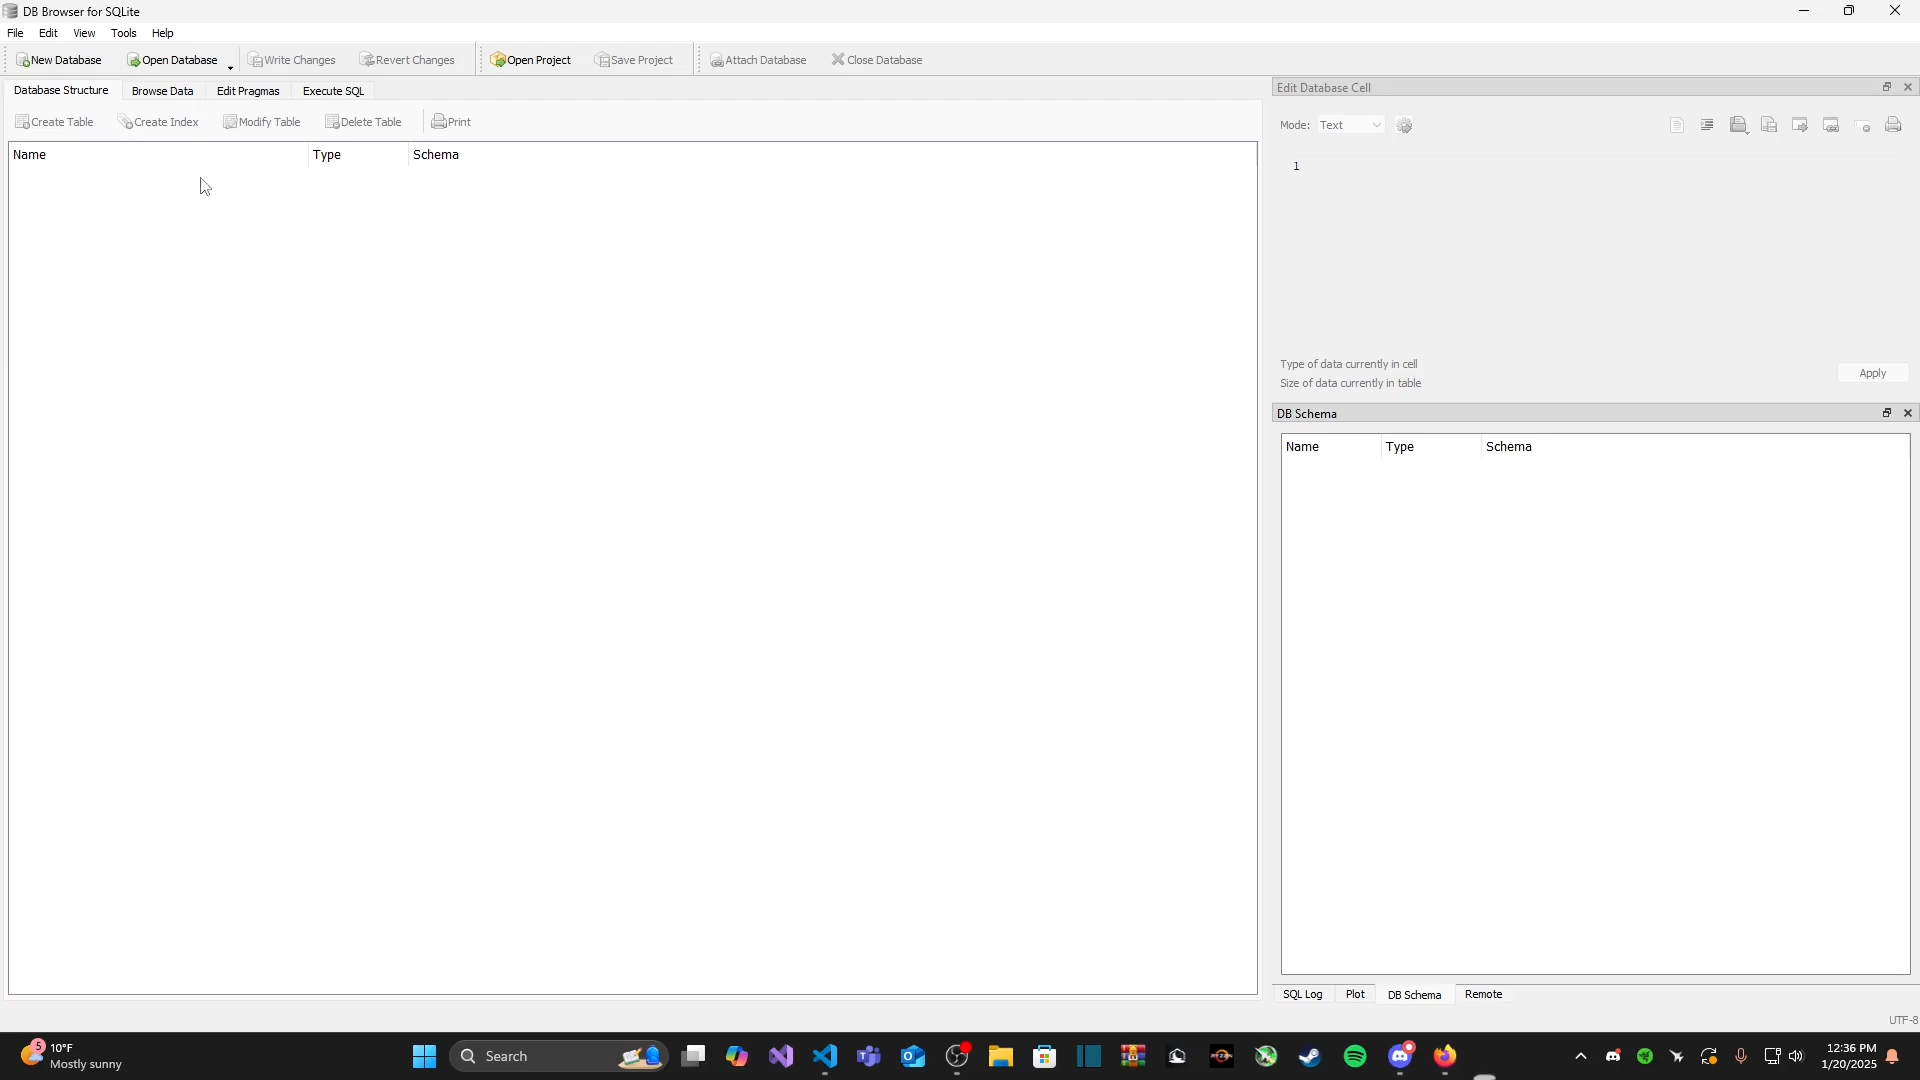 DB Browser for SQLite
File Edit View Tools Help
New Database Open Database Write Changes Revert Changes Open Project Save Project Attach Database Close Database
Database Structure Browse Data Edit Pragmas Execute SQL
Create Table Create Index Modify Table Delete Table Print
Name Type Schema
Edit Database Cell
Mode: Text
1
Type of data currently in cell
Size of data currently in table
Apply
DB Schema
Name Type Schema
SQL Log Plot DB Schema Remote
UTF-8
5
10°F
Mostly sunny
Search
RYZEN
12:36 PM
1/20/2025